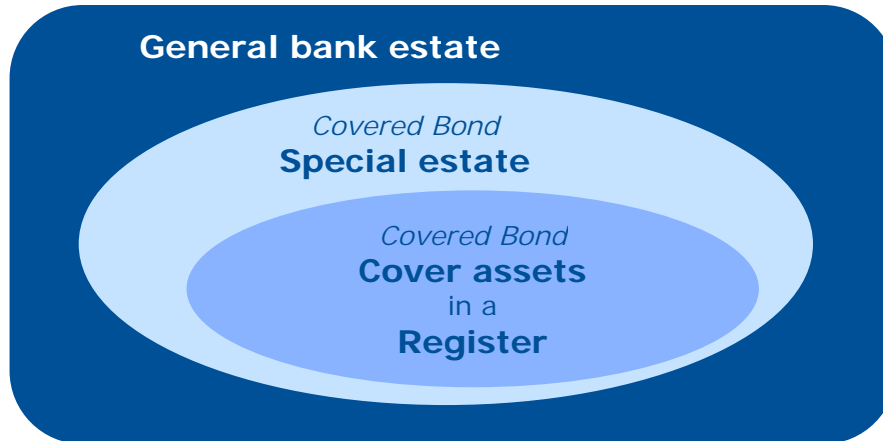 General bank estate
Covered Bond
Special estate
Covered Bond
Cover assets
in a
Register